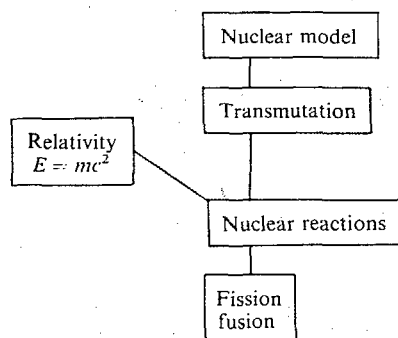 Nuclear model
Transmutation
Relativity
E = mc²
Nuclear reactions
Fission
fusion